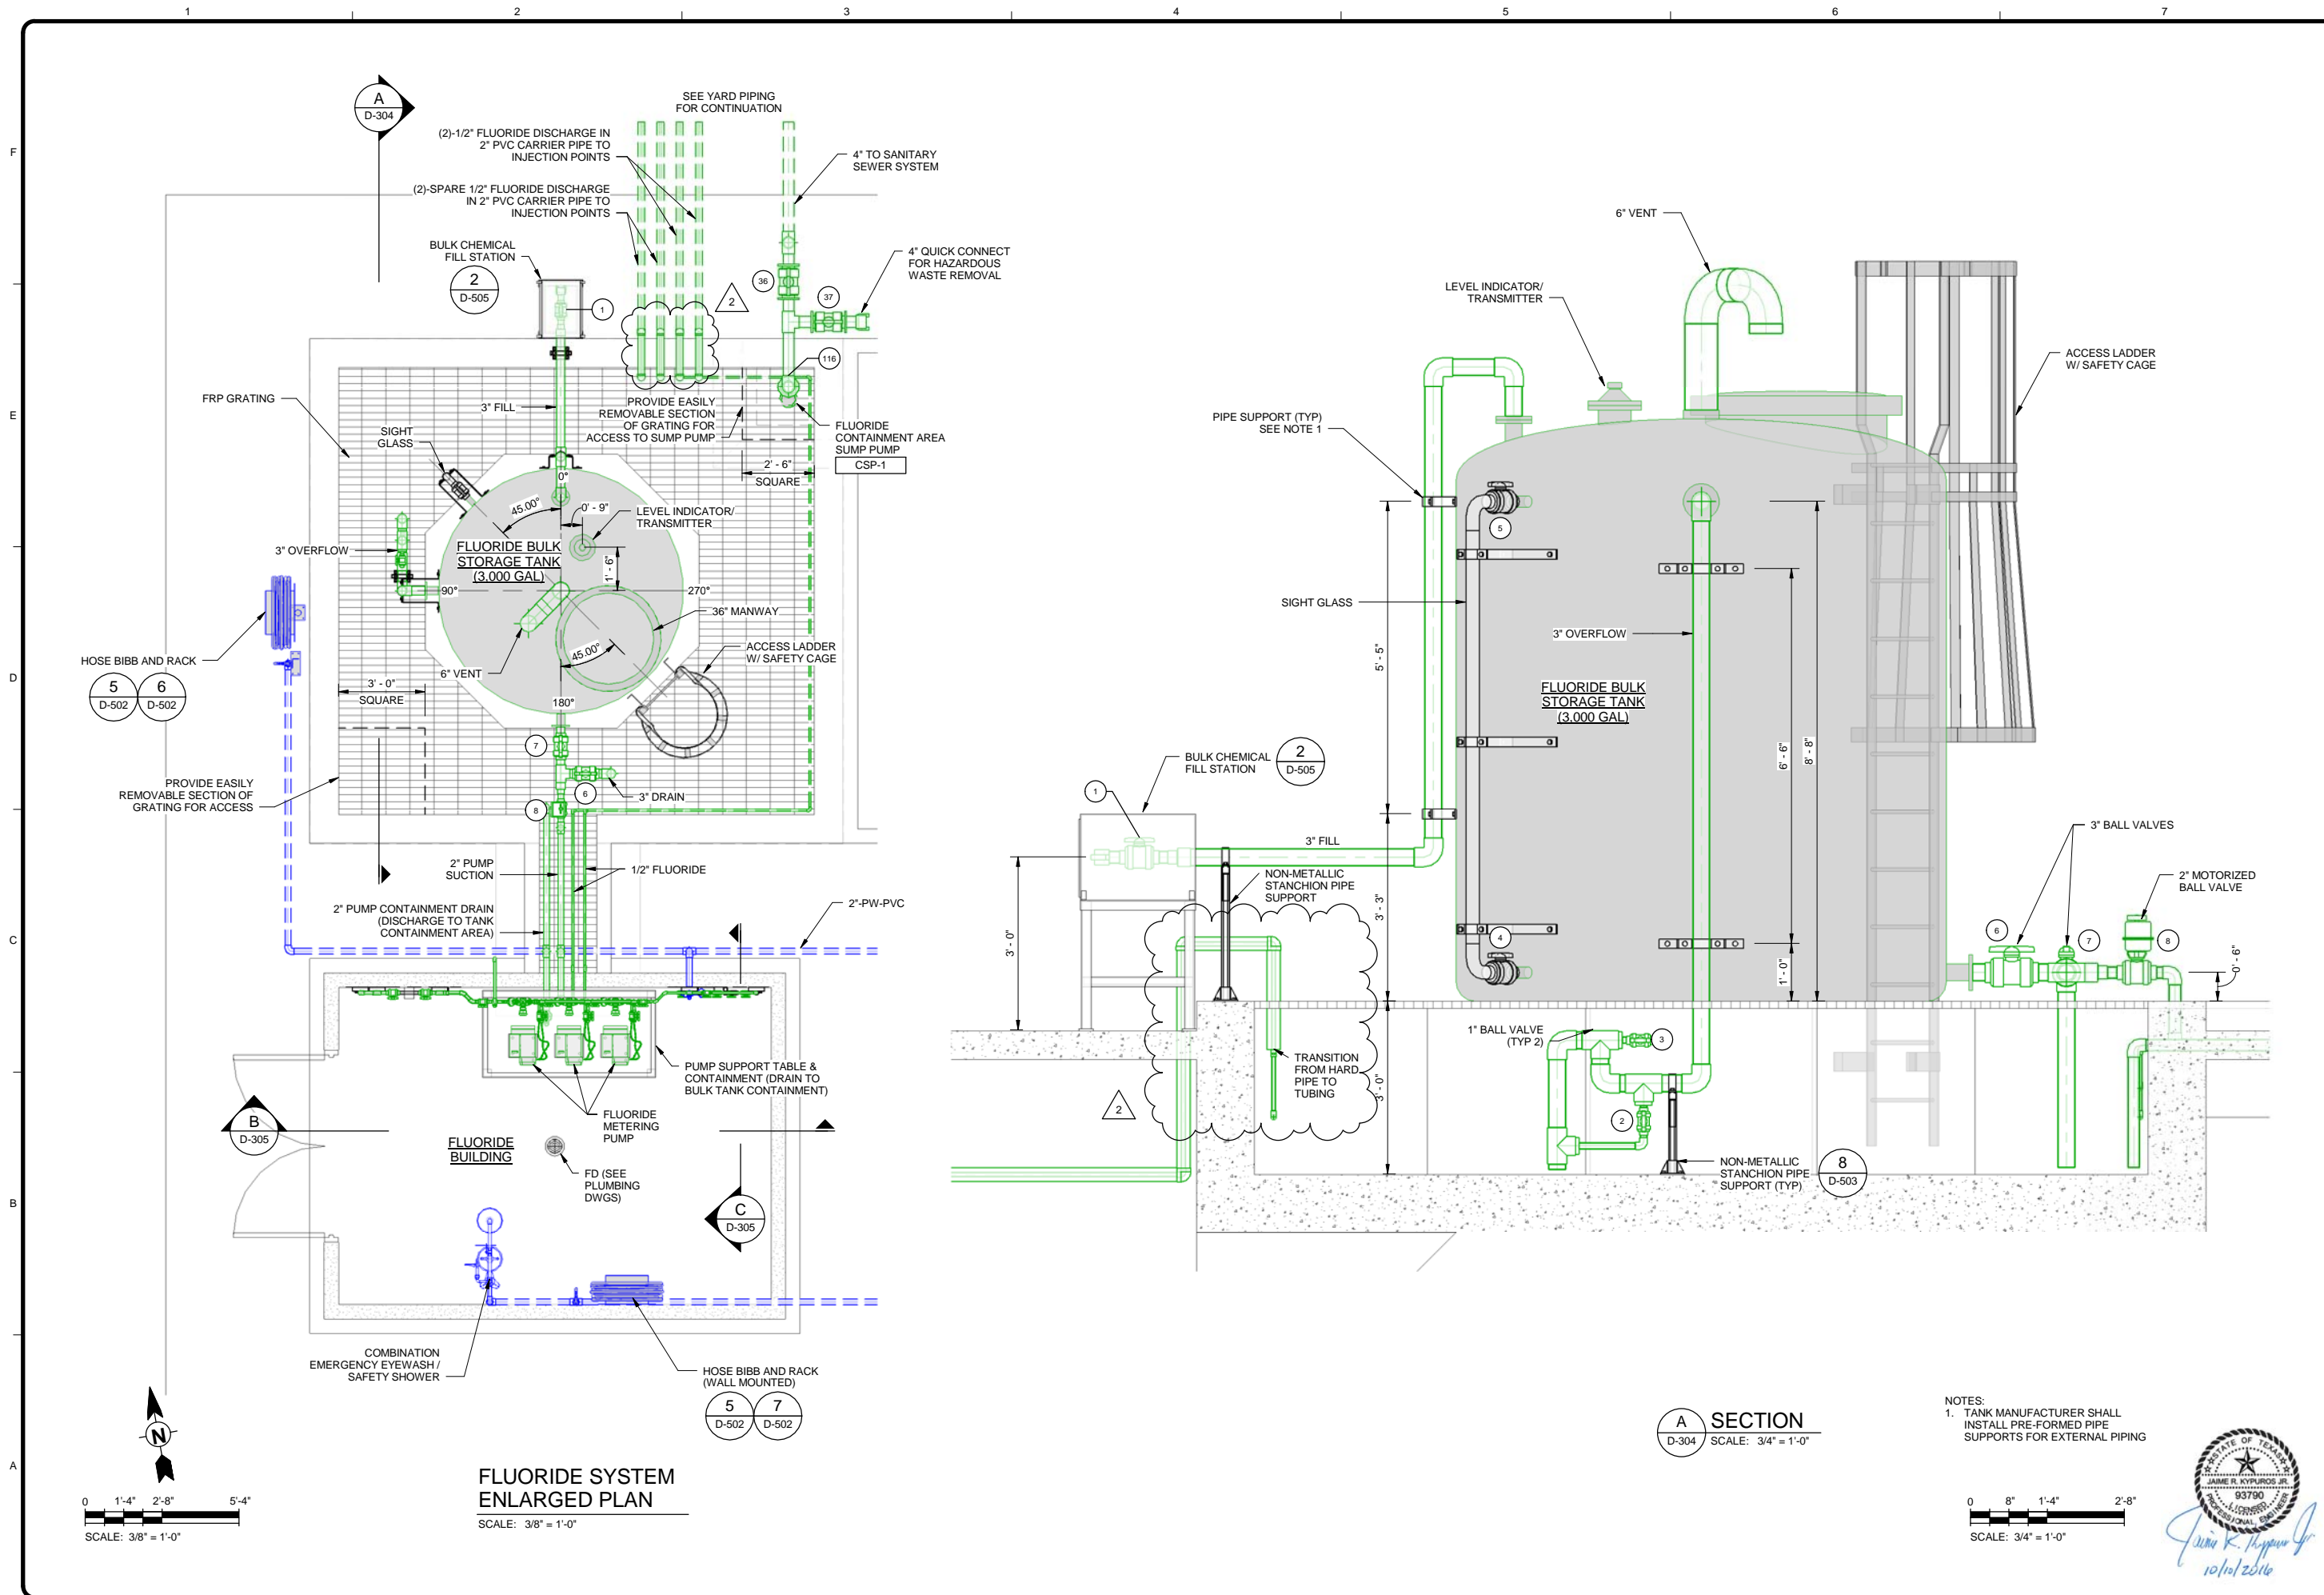 1
2
3
4
5
6
7
F
E
D
C
B
A
A
D-304
SEE YARD PIPING
FOR CONTINUATION
(2)-1/2" FLUORIDE DISCHARGE IN
2" PVC CARRIER PIPE TO
INJECTION POINTS
(2)-SPARE 1/2" FLUORIDE DISCHARGE
IN 2" PVC CARRIER PIPE TO
INJECTION POINTS
4" TO SANITARY
SEWER SYSTEM
BULK CHEMICAL
FILL STATION
2
D-505
1
36
37
2
116
4" QUICK CONNECT
FOR HAZARDOUS
WASTE REMOVAL
FRP GRATING
3" FILL
SIGHT
GLASS
PROVIDE EASILY
REMOVABLE SECTION
OF GRATING FOR
ACCESS TO SUMP PUMP
FLUORIDE
CONTAINMENT AREA
SUMP PUMP
CSP-1
2' - 6"
SQUARE
0°
45.00°
0' - 9"
LEVEL INDICATOR/
TRANSMITTER
3" OVERFLOW
FLUORIDE BULK
STORAGE TANK
(3,000 GAL)
1' - 6"
90°
270°
36" MANWAY
45.00°
ACCESS LADDER
W/ SAFETY CAGE
6" VENT
180°
HOSE BIBB AND RACK
5
D-502
6
D-502
3' - 0"
SQUARE
7
6
3" DRAIN
8
PROVIDE EASILY
REMOVABLE SECTION OF
GRATING FOR ACCESS
2" PUMP
SUCTION
1/2" FLUORIDE
2" PUMP CONTAINMENT DRAIN
(DISCHARGE TO TANK
CONTAINMENT AREA)
2"-PW-PVC
PUMP SUPPORT TABLE &
CONTAINMENT (DRAIN TO
BULK TANK CONTAINMENT)
FLUORIDE
METERING
PUMP
B
D-305
FLUORIDE
BUILDING
FD (SEE
PLUMBING
DWGS)
C
D-305
COMBINATION
EMERGENCY EYEWASH /
SAFETY SHOWER
HOSE BIBB AND RACK
(WALL MOUNTED)
5
D-502
7
D-502
N
0 1'-4" 2'-8" 5'-4"
SCALE: 3/8" = 1'-0"
FLUORIDE SYSTEM
ENLARGED PLAN
SCALE: 3/8" = 1'-0"
6" VENT
LEVEL INDICATOR/
TRANSMITTER
ACCESS LADDER
W/ SAFETY CAGE
PIPE SUPPORT (TYP)
SEE NOTE 1
5
SIGHT GLASS
3" OVERFLOW
5' - 5"
FLUORIDE BULK
STORAGE TANK
(3,000 GAL)
6' - 6"
8' - 8"
BULK CHEMICAL
FILL STATION
2
D-505
1
3" FILL
3" BALL VALVES
NON-METALLIC
STANCHION PIPE
SUPPORT
2" MOTORIZED
BALL VALVE
3' - 0"
3' - 3"
4
6
7
8
1' - 0"
0' - 6"
1" BALL VALVE
(TYP 2)
3
TRANSITION
FROM HARD
PIPE TO
TUBING
3' - 0"
2
2
NON-METALLIC
STANCHION PIPE
SUPPORT (TYP)
8
D-503
A
D-304
SECTION
SCALE: 3/4" = 1'-0"
NOTES:
1. TANK MANUFACTURER SHALL
INSTALL PRE-FORMED PIPE
SUPPORTS FOR EXTERNAL PIPING
0 8" 1'-4" 2'-8"
SCALE: 3/4" = 1'-0"
STATE OF TEXAS
JAIME R. KYPUROS JR.
93790
LICENSED
PROFESSIONAL ENGINEER
Jaime R. Kypuros Jr
10/10/2016